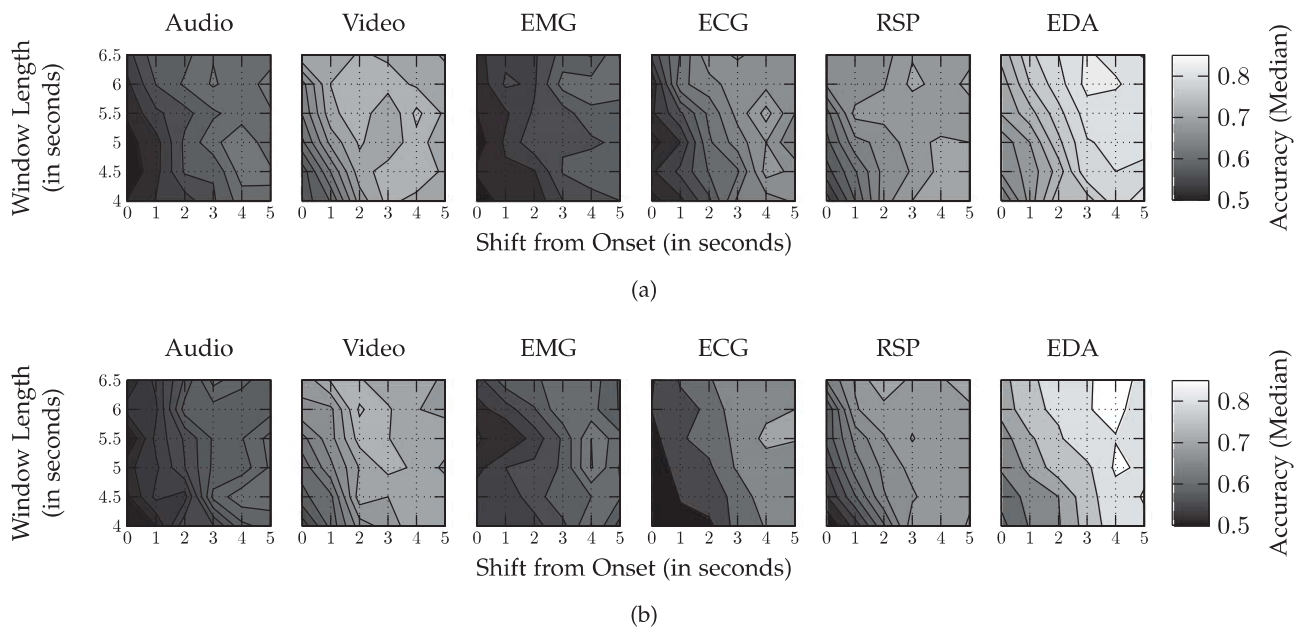 Audio Video EMG ECG RSP EDA
Window Length
(in seconds)
6.5
6
5.5
5
4.5
4
0 1 2 3 4 5 0 1 2 3 4 5 0 1 2 3 4 5 0 1 2 3 4 5 0 1 2 3 4 5 0 1 2 3 4 5
Shift from Onset (in seconds)
0.8
0.7
0.6
0.5
Accuracy (Median)
(a)
Audio Video EMG ECG RSP EDA
Window Length
(in seconds)
6.5
6
5.5
5
4.5
4
0 1 2 3 4 5 0 1 2 3 4 5 0 1 2 3 4 5 0 1 2 3 4 5 0 1 2 3 4 5 0 1 2 3 4 5
Shift from Onset (in seconds)
0.8
0.7
0.6
0.5
Accuracy (Median)
(b)